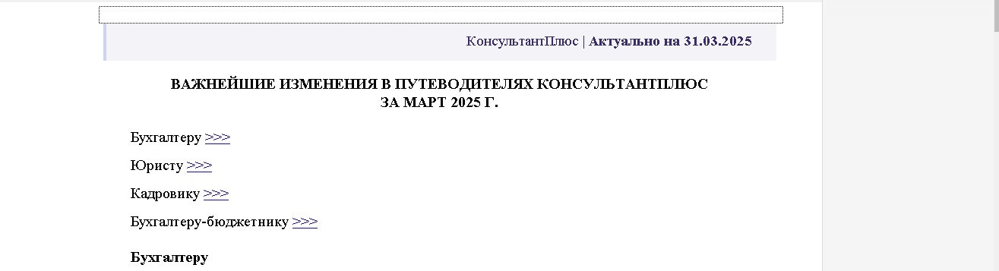 КонсультантПлюс | Актуально на 31.03.2025
ВАЖНЕЙШИЕ ИЗМЕНЕНИЯ В ПУТЕВОДИТЕЛЯХ КОНСУЛЬТАНТПЛЮС
ЗА МАРТ 2025 Г.
Бухгалтеру >>>
Юристу >>>
Кадровику >>>
Бухгалтеру-бюджетнику >>>
Бухгалтеру